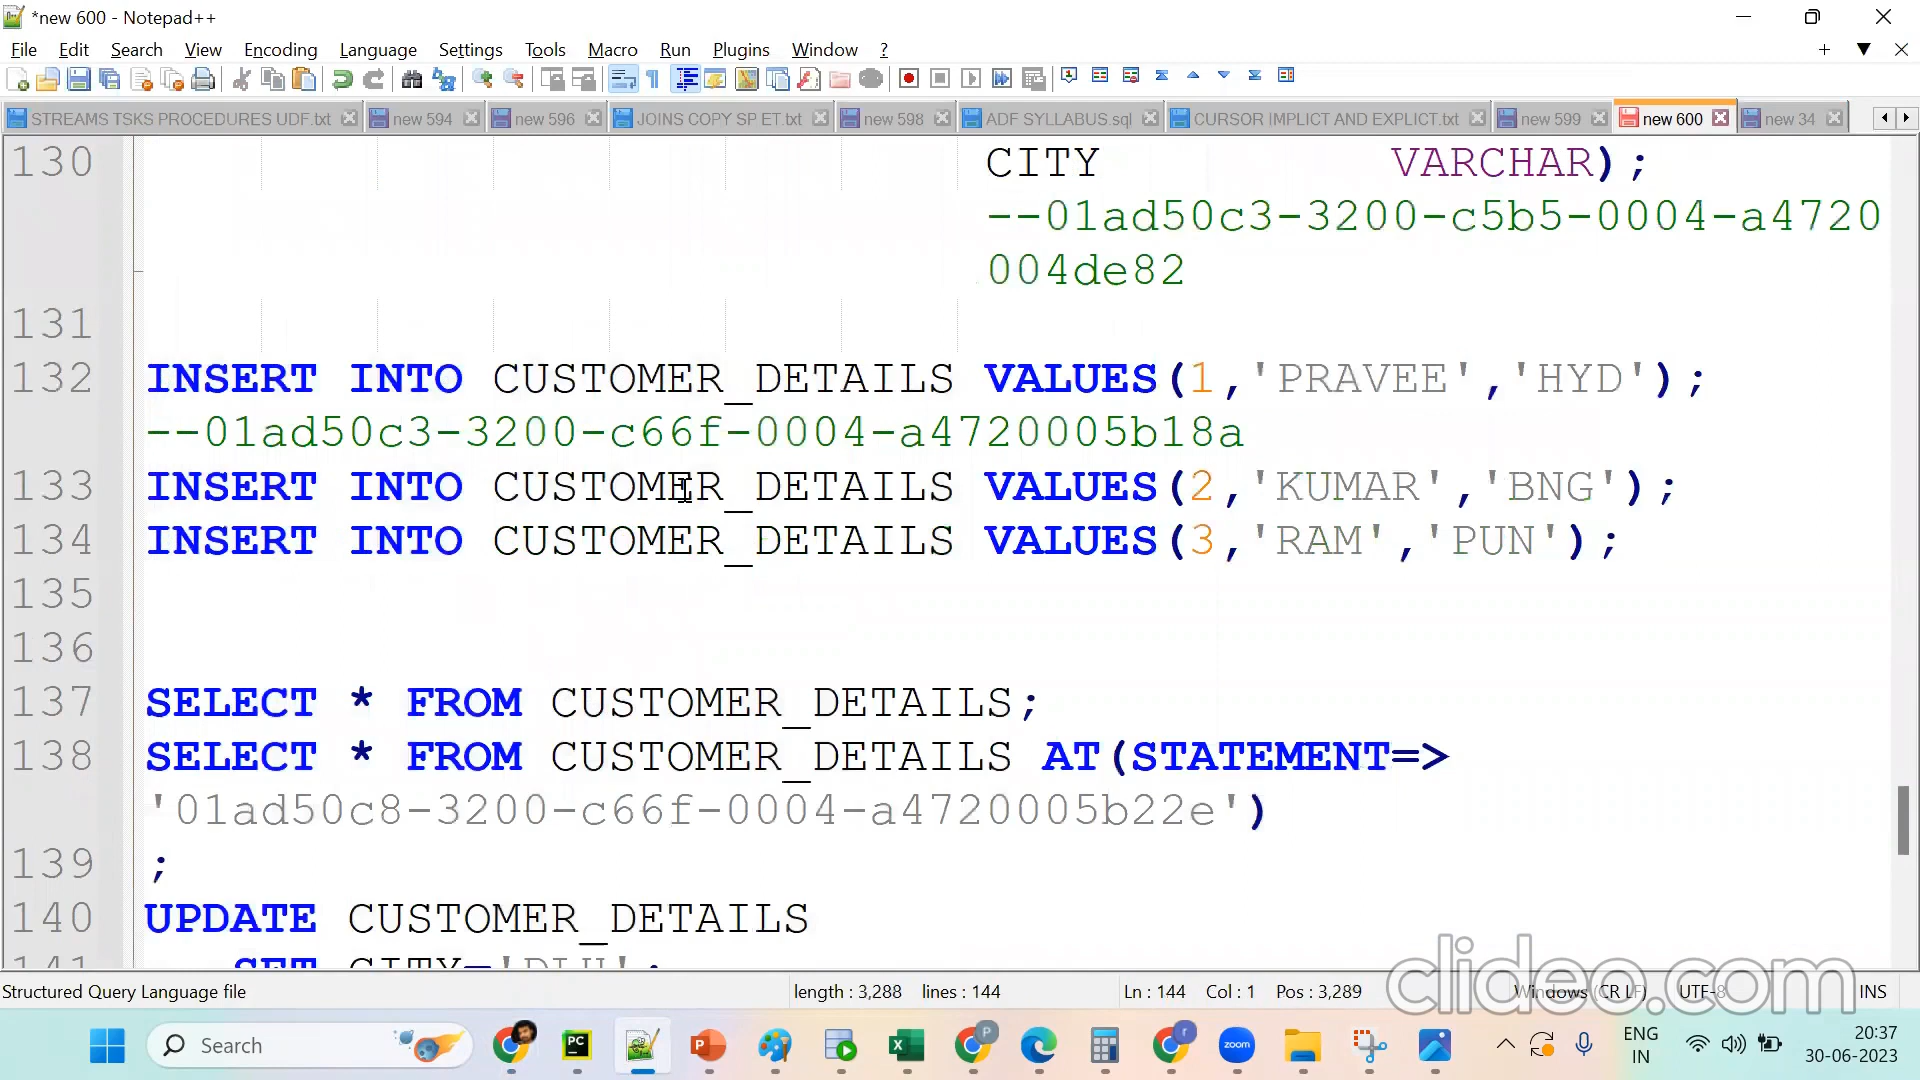 *new 600 - Notepad++
File Edit Search View Encoding Language Settings Tools Macro Run Plugins Window ?
STREAMS TSKS PROCEDURES UDF.txt new 594 new 596 JOINS COPY SP ET.txt new 598 ADF SYLLABUS.sql CURSOR IMPLICT AND EXPLICT.txt new 599 new 600 new 34
130 CITY VARCHAR);
--01ad50c3-3200-c5b5-0004-a4720
004de82
131
132 INSERT INTO CUSTOMER_DETAILS VALUES(1,'PRAVEE','HYD');
--01ad50c3-3200-c66f-0004-a4720005b18a
133 INSERT INTO CUSTOMER_DETAILS VALUES(2,'KUMAR','BNG');
134 INSERT INTO CUSTOMER_DETAILS VALUES(3,'RAM','PUN');
135
136
137 SELECT * FROM CUSTOMER_DETAILS;
138 SELECT * FROM CUSTOMER_DETAILS AT(STATEMENT=>
'01ad50c8-3200-c66f-0004-a4720005b22e')
139 ;
140 UPDATE CUSTOMER_DETAILS
141 SET CITY=
clideo.com
Structured Query Language file length : 3,288 lines : 144 Ln : 144 Col : 1 Pos : 3,289 Windows (CR LF) UTF-8 INS
Search
PC
P
r
zoom
ENG
IN
20:37
30-06-2023